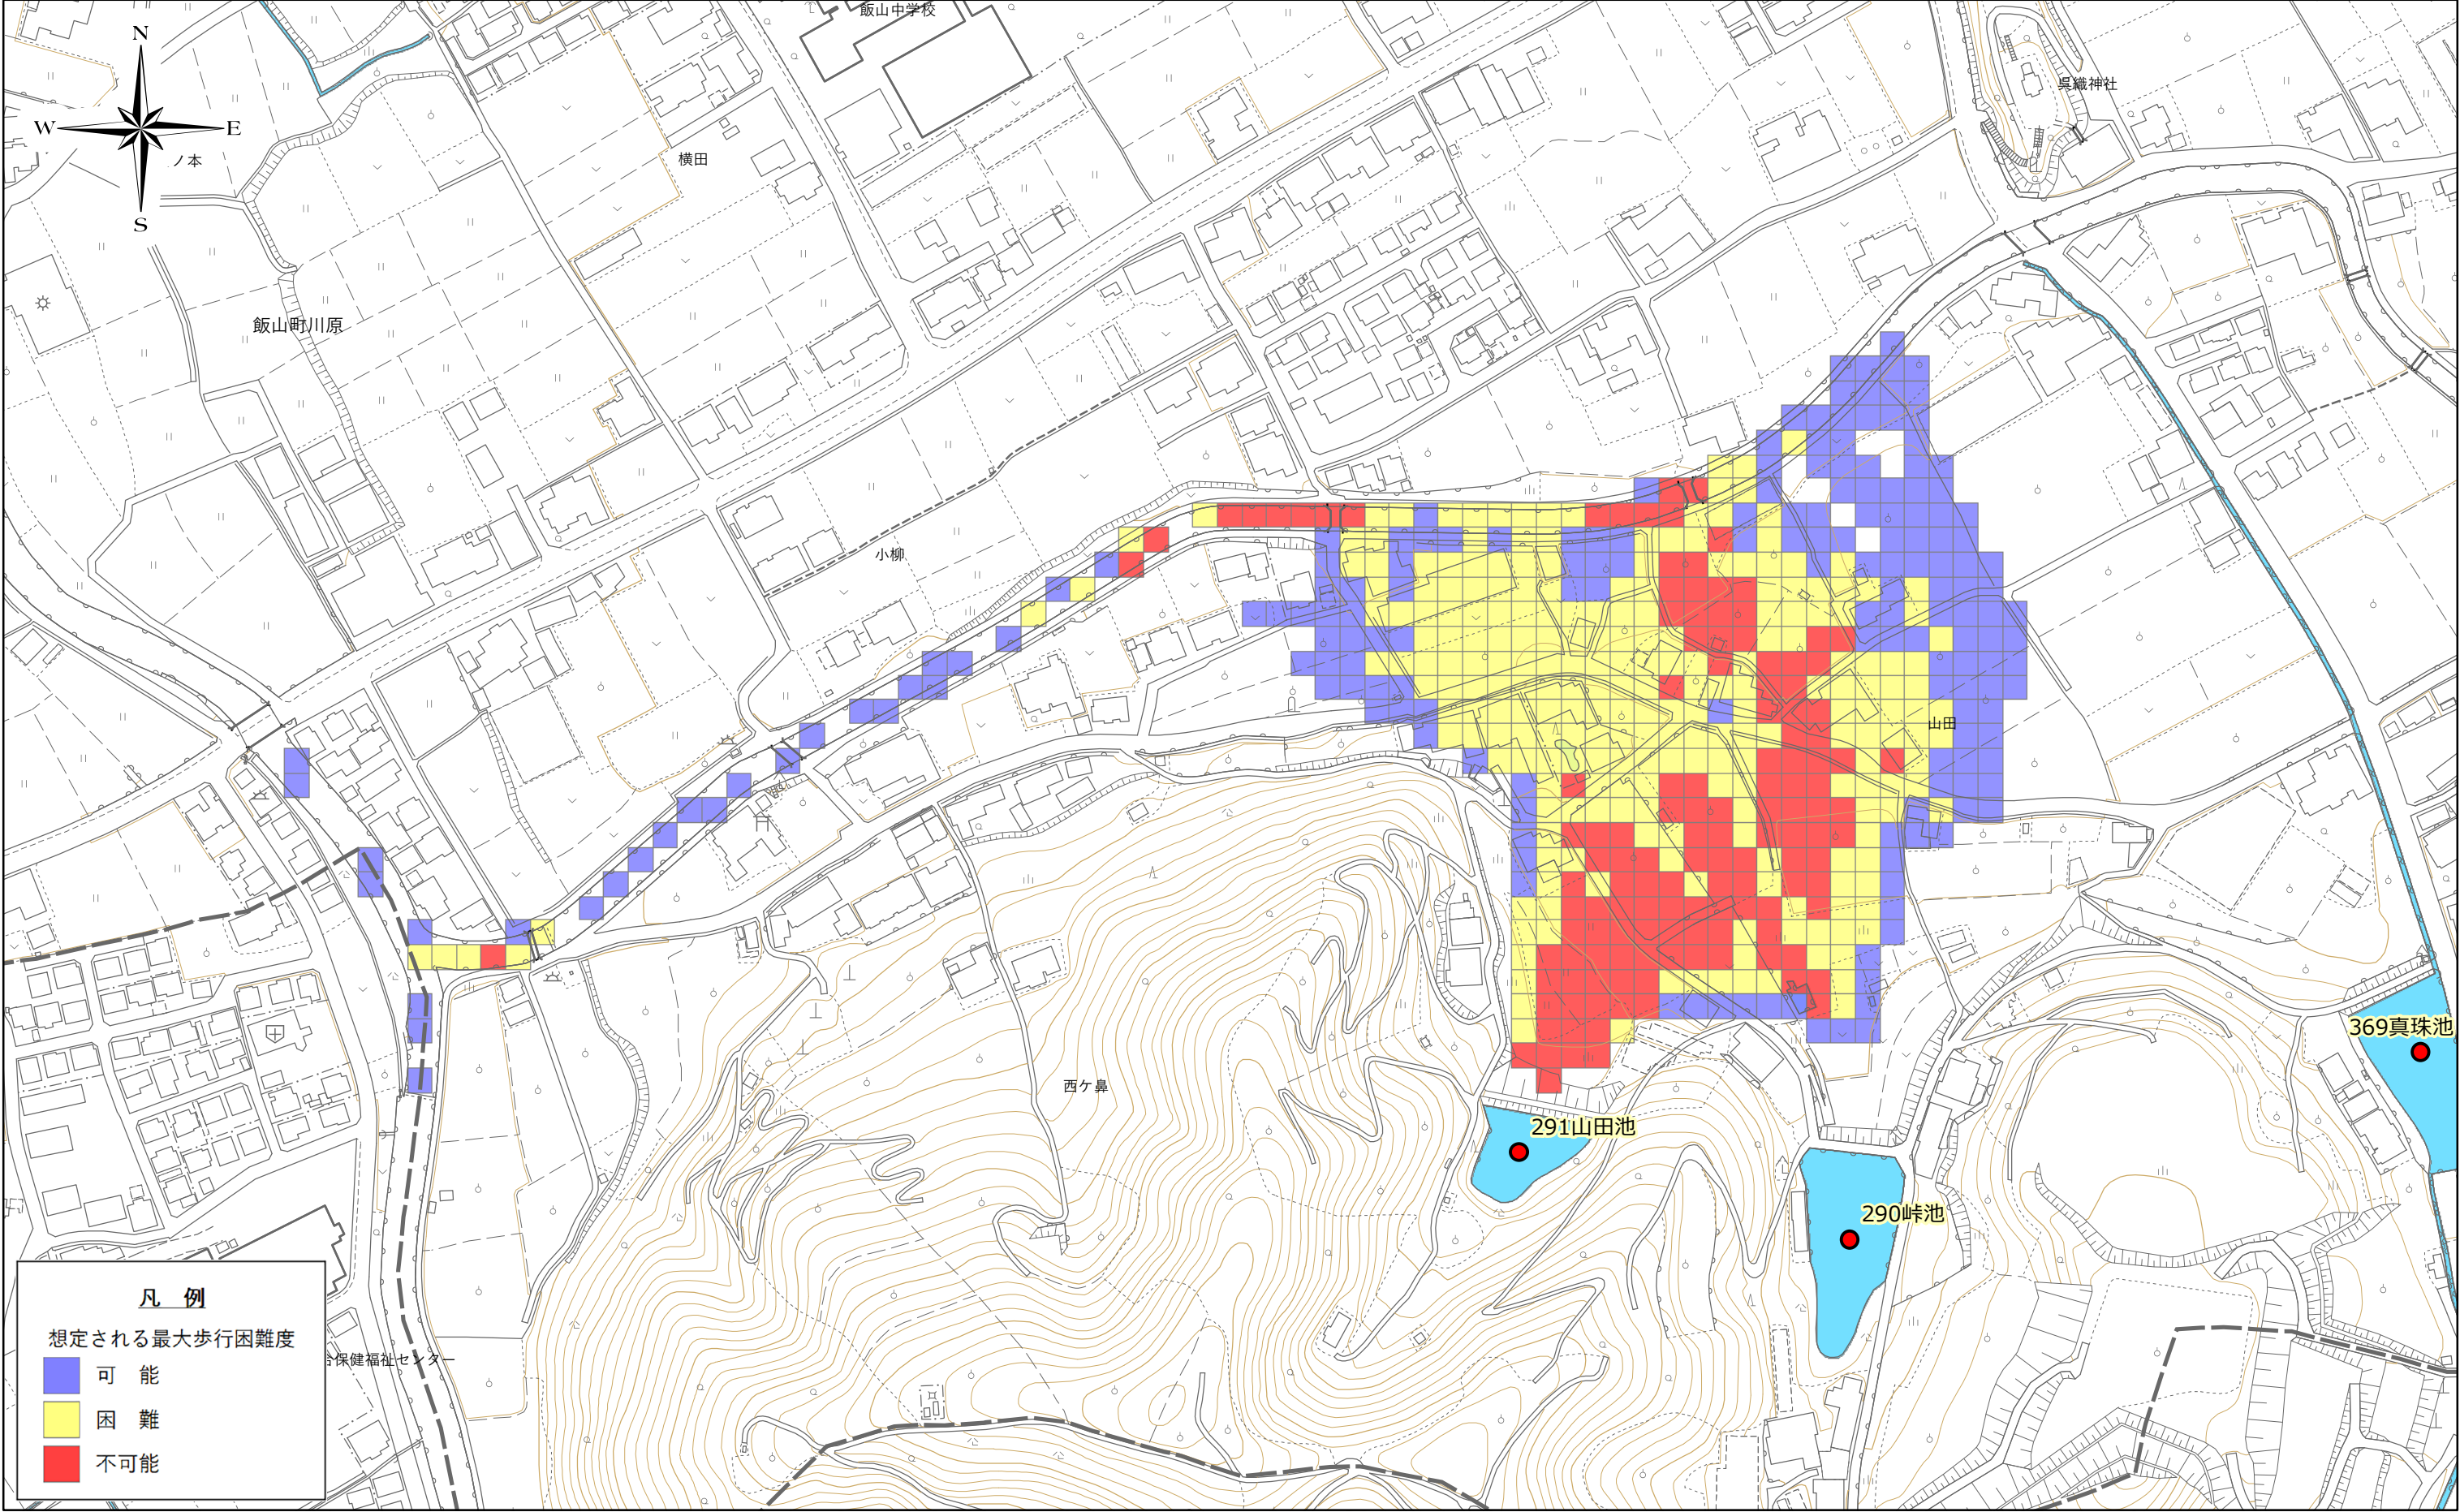 飯山中学校
N
呉織神社
W
E
ノ本
横田
S
飯山町川原
小柳
山田
369真珠池
西ケ鼻
291山田池
290峠池
凡 例
想定される最大歩行困難度
可 能
合保健福祉センター
困 難
不可能